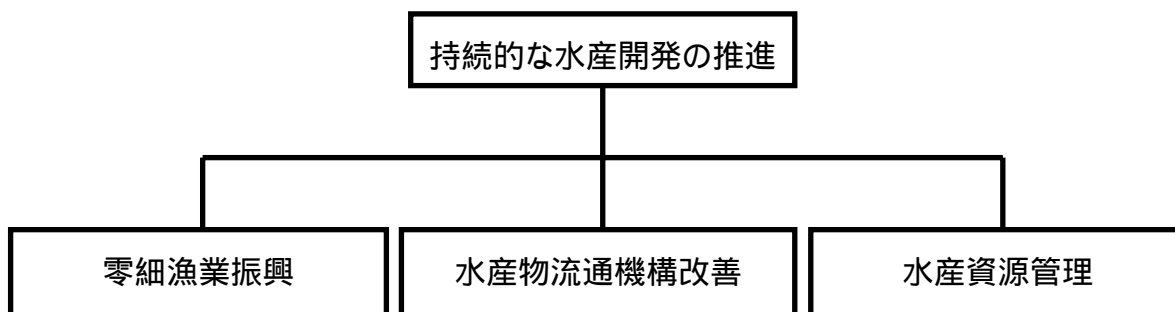 持続的な水産開発の推進
零細漁業振興
水産物流通機構改善
水産資源管理